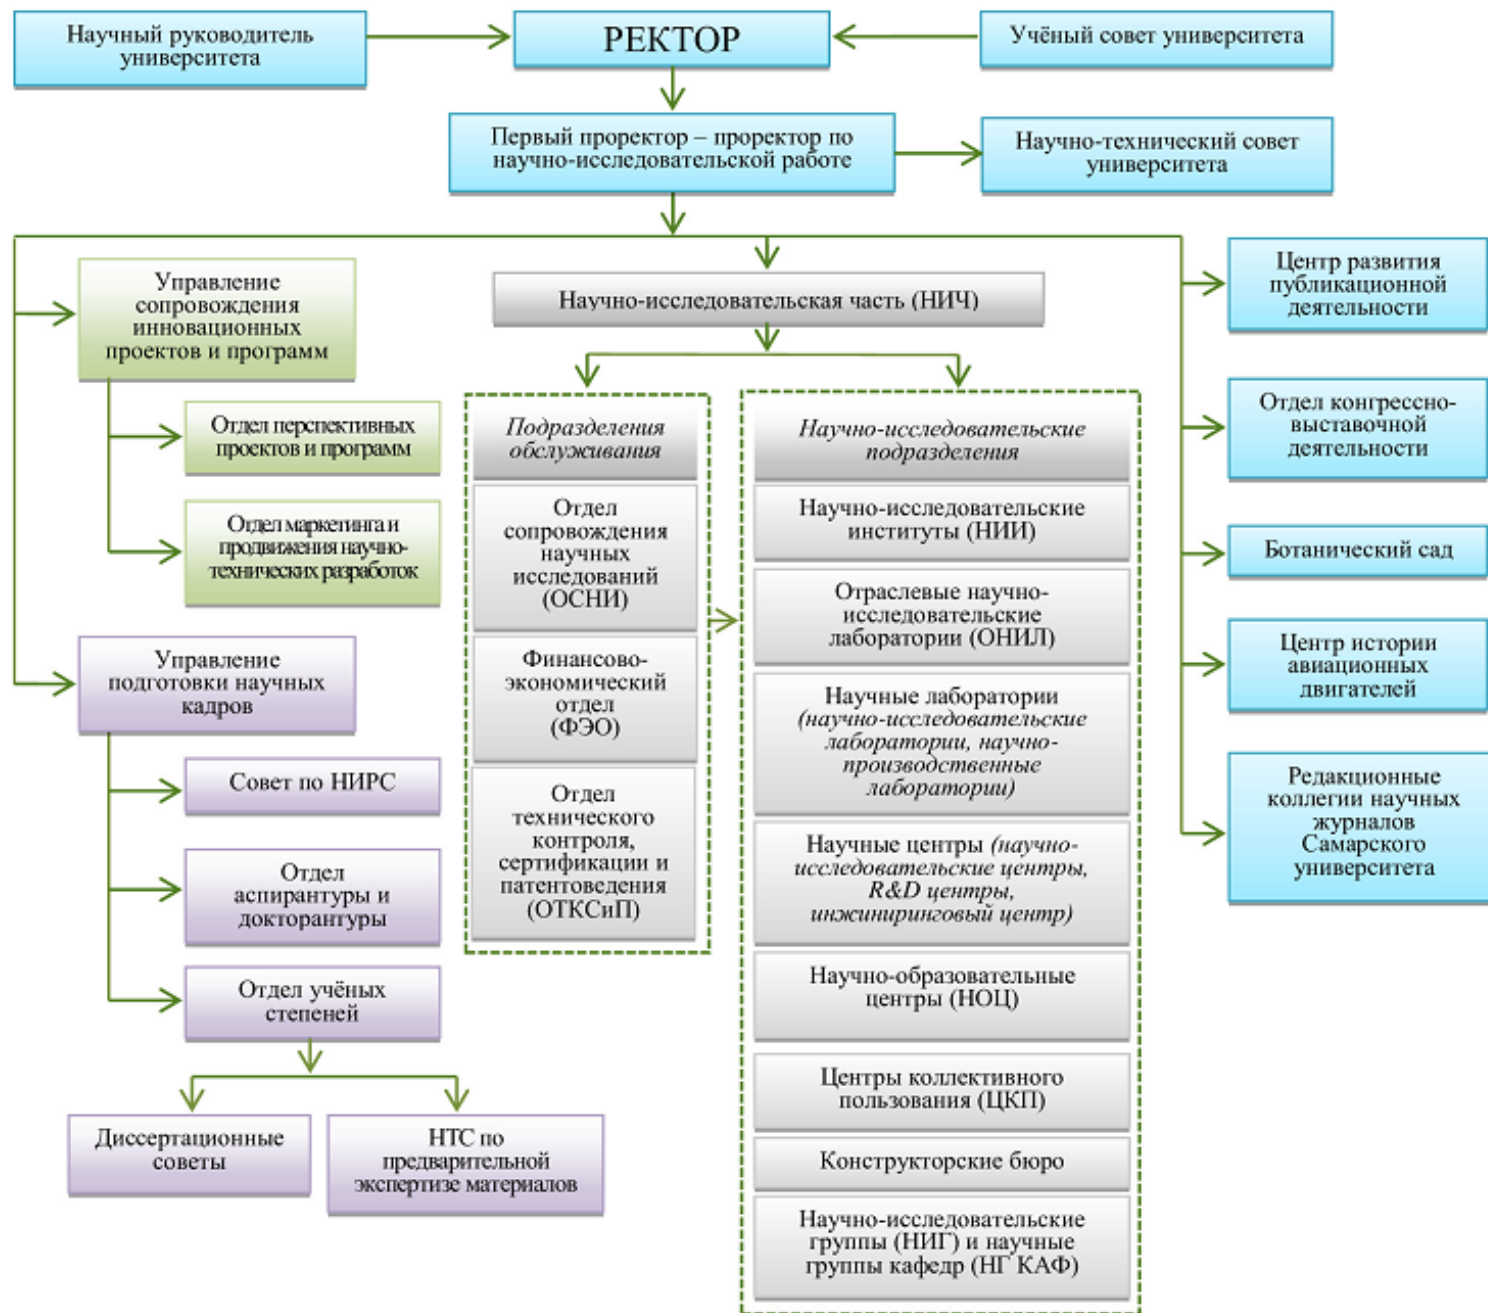 Научный руководитель
университета
РЕКТОР
Учёный совет университета
Первый проректор – проректор по
научно-исследовательской работе
Научно-технический совет
университета
Управление
сопровождения
инновационных
проектов и программ
Отдел перспективных
проектов и программ
Отдел маркетинга и
продвижения научно-
технических разработок
Управление
подготовки научных
кадров
Совет по НИРС
Отдел
аспирантуры и
докторантуры
Отдел учёных
степеней
Диссертационные
советы
НТС по
предварительной
экспертизе материалов
Научно-исследовательская часть (НИЧ)
Подразделения
обслуживания
Отдел
сопровождения
научных
исследований
(ОСНИ)
Финансово-
экономический
отдел
(ФЭО)
Отдел
технического
контроля,
сертификации и
патентоведения
(ОТКСиП)
Научно-исследовательские
подразделения
Научно-исследовательские
институты (НИИ)
Отраслевые научно-
исследовательские
лаборатории (ОНИЛ)
Научные лаборатории
(научно-исследовательские
лаборатории, научно-
производственные
лаборатории)
Научные центры (научно-
исследовательские центры,
R&D центры,
инжиниринговый центр)
Научно-образовательные
центры (НОЦ)
Центры коллективного
пользования (ЦКП)
Конструкторские бюро
Научно-исследовательские
группы (НИГ) и научные
группы кафедр (НГ КАФ)
Центр развития
публикационной
деятельности
Отдел конгрессно-
выставочной
деятельности
Ботанический сад
Центр истории
авиационных
двигателей
Редакционные
коллегии научных
журналов
Самарского
университета